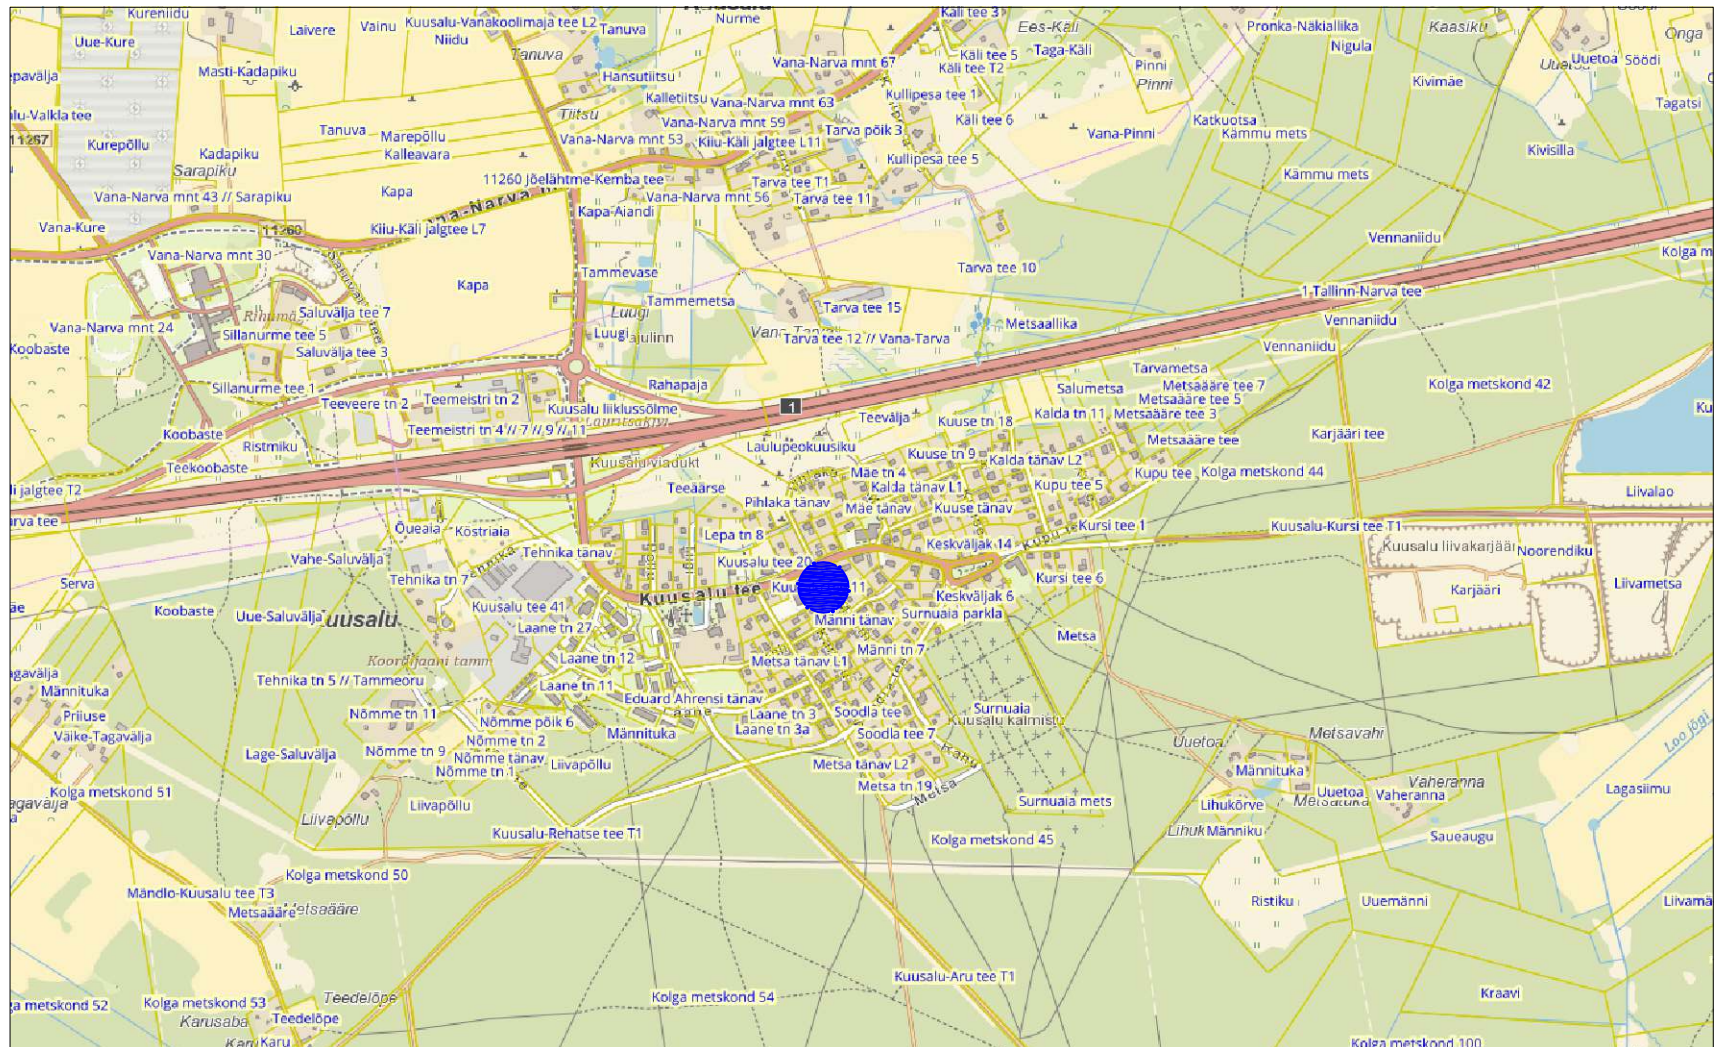 Kureniidu
Laivere
Vainu
Kuusalu-Vanakoolimaja tee L2
Niidu
Tanuva
Nurme
Käli tee 3
Ees-Käli
Pronka-Näkiallika
Kaasiku
Onga
Uue-Kure
Tanuva
Käli tee 5
Taga-Käli
Nigula
Uuetoa
Söödi
Masti-Kadapiku
Hansutiitsu
Vana-Narva mnt 67
Käli tee T2
Pinni
Pinni
Kivimäe
Kalletiitsu
Vana-Narva mnt 63
Kullipesa tee 1
Tagatsi
Tiitsu
11267
Tanuva
Marepõllu
Vana-Narva mnt 59
Tarva põik 3
Käli tee 6
Vana-Pinni
Katkuotsa
Kämmu mets
Kurepõllu
Kadapiku
Kalleavara
Vana-Narva mnt 53
Kiiu-Käli jalgtee L11
Kullipesa tee 5
Kivisilla
Sarapiku
11260 Jõelähtme-Kemba tee
Tarva tee T1
Kämmu mets
Vana-Narva mnt 43 // Sarapiku
Kapa
Vana-Narva mnt 56
Tarva tee 11
Kapa-Aiandi
Vana-Kure
11260
Kiiu-Käli jalgtee L7
Vennaniidu
Vana-Narva mnt 30
Tammevase
Tarva tee 10
Kapa
Tammemetsa
1 Tallinn-Narva tee
Luugi
Tarva tee 15
Metsaallika
Vennaniidu
Vana-Narva mnt 24
Saluvälja tee 7
Sillanurme tee 5
Luugi
Tarva tee 12 // Vana-Tarva
Koobaste
Saluvälja tee 3
Vennaniidu
Sillanurme tee 1
Rahapaja
Tarvametsa
Salumetsa
Metsaääre tee 7
Kolga metskond 42
Teeveere tn 2
Teemeistri tn 2
Kuusalu liiklussõlme
1
Teevälja
Kuuse tn 18
Kalda tn 11
Metsaääre tee 5
Metsaääre tee 3
Koobaste
Ristmiku
Teemeistri tn 4 // 7 // 9 // 11
Lauritsakivi
Laulupeokuusiku
Metsaääre tee
Karjääri tee
Teekoobaste
Kuusalu viadukt
Kuuse tn 9
Kalda tänav L2
Mäe tn 4
Kupu tee
Kolga metskond 44
Teeäärse
Kalda tänav L1
Kupu tee 5
Liivalao
Pihlaka tänav
Mäe tänav
Kuuse tänav
Õueaia
Köstriaia
Lepa tn 8
Kursi tee 1
Kuusalu-Kursi tee T1
Vahe-Saluvälja
Tehnika tänav
Keskväljak 14
Kuusalu liivakarjäär
Noorendiku
Serva
Tehnika tn 7
Kuusalu tee 20
Kursi tee 6
Karjääri
Liivametsa
Koobaste
Uue-Saluvälja
Kuusalu tee 41
Kuusalu tee
Keskväljak 6
Männi tänav
Surnuaia parkla
Laane tn 27
Metsa
Koordijaani tamm
Laane tn 12
Metsa tänav L1
Männi tn 7
Tehnika tn 5 // Tammeoru
Laane tn 11
Eduard Ahrensi tänav
Männituka
Priiuse
Nõmme tn 11
Nõmme põik 6
Laane tn 3
Soodla tee
Surnuaia
Kuusalu kalmistu
Väike-Tagavälja
Nõmme tn 2
Männituka
Laane tn 3a
Soodla tee 7
Uuetoa
Metsavahi
Loo jõgi
Lage-Saluvälja
Nõmme tn 9
Nõmme tänav
Nõmme tn 1
Liivapõllu
Metsa tänav L2
Männituka
Kolga metskond 51
Metsa tn 19
Metsa
Uuetoa
Vaheranna
Vaheranna
Lagasiimu
Liivapõllu
Liivapõllu
Surnuaia mets
Lihukõrve
Kuusalu-Rehatse tee T1
Kolga metskond 45
Männiku
Saueaugu
Kolga metskond 50
Mändlo-Kuusalu tee T3
Metsaääre
Metsaääre
Ristiku
Uuemänni
Kuusalu-Aru tee T1
Kolga metskond 53
Teedelõpe
Teedelõpe
Kolga metskond 54
Kraavi
Karusaba
Karu
Kolga metskond 100